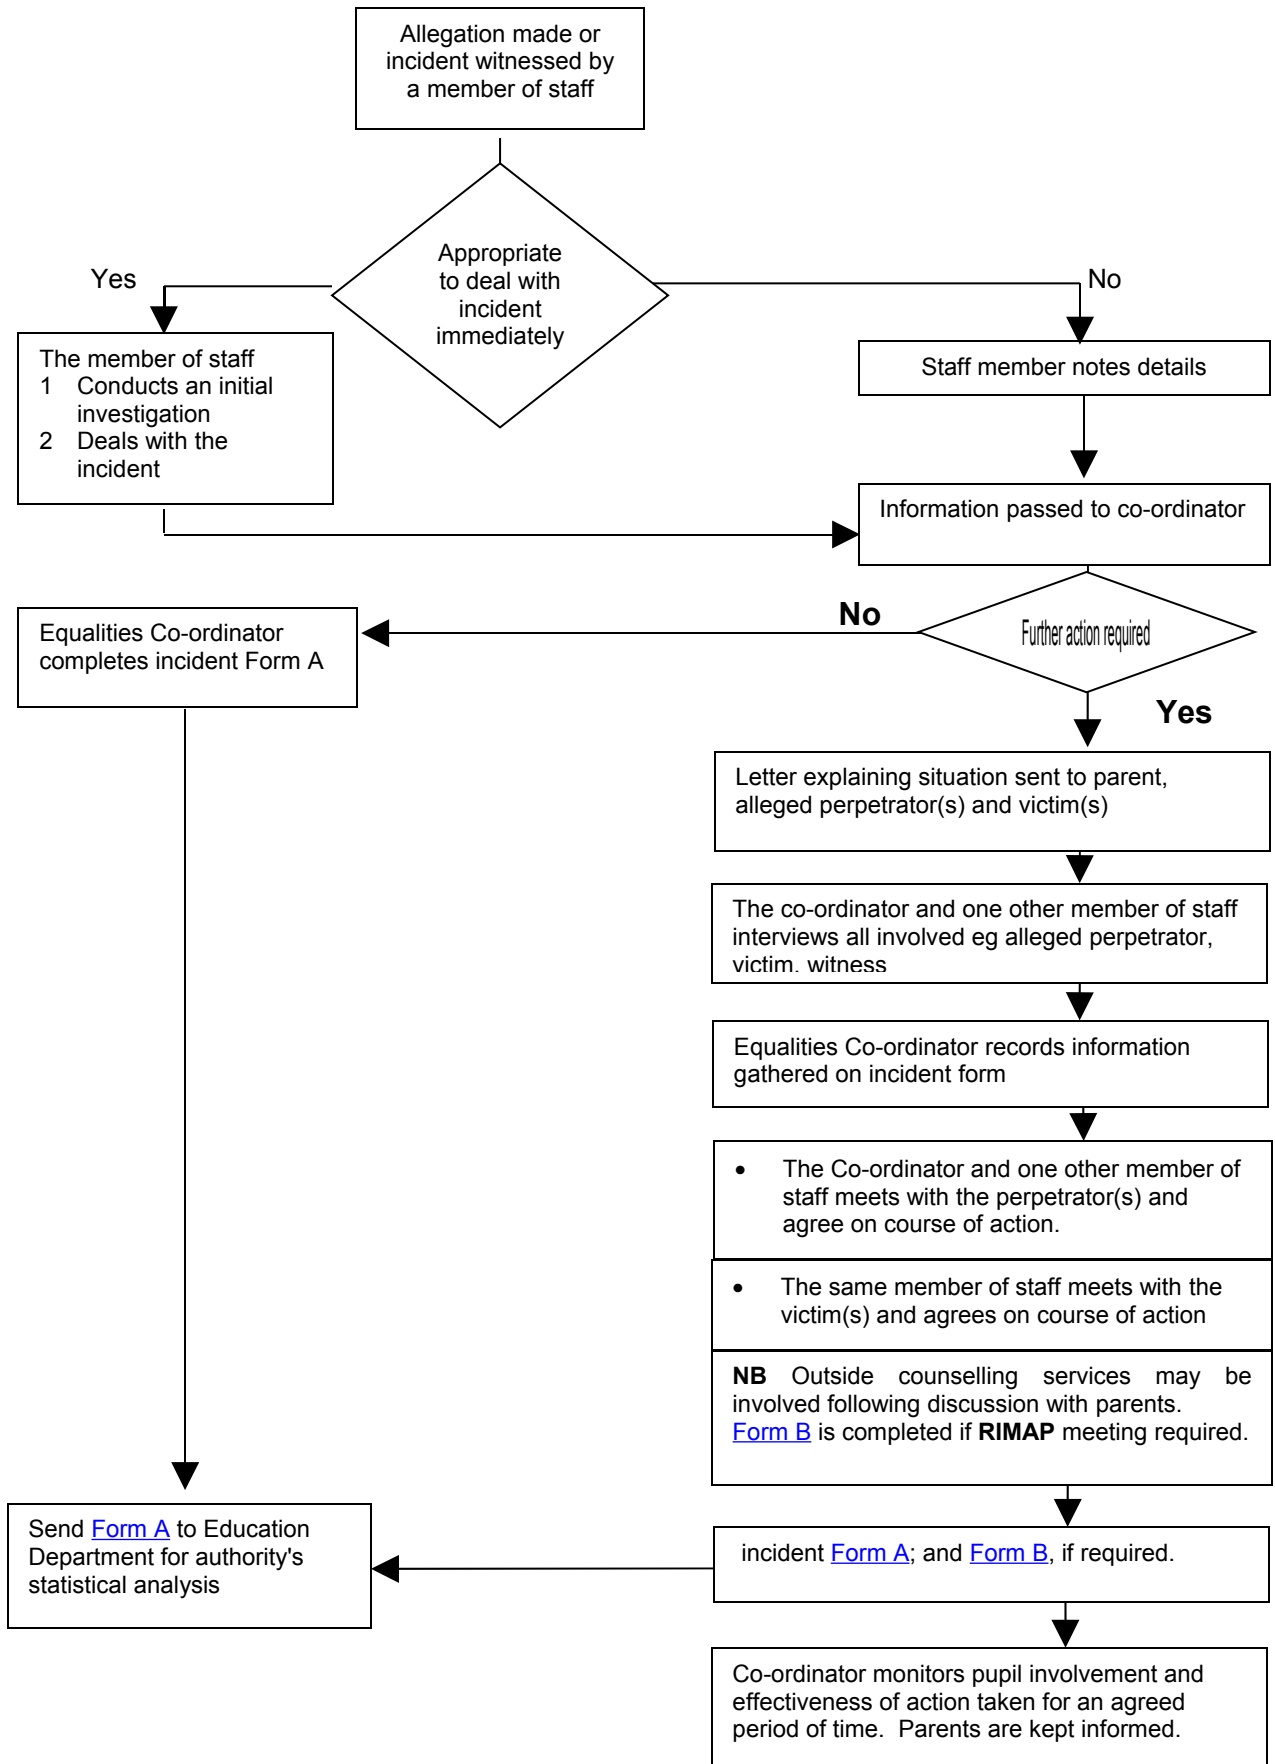 Allegation made or
incident witnessed by
a member of staff
Appropriate
to deal with
incident
immediately
Yes
No
The member of staff
1 Conducts an initial
investigation
2 Deals with the
incident
Staff member notes details
Information passed to co-ordinator
Further action required
No
Yes
Equalities Co-ordinator
completes incident Form A
Letter explaining situation sent to parent,
alleged perpetrator(s) and victim(s)
The co-ordinator and one other member of staff
interviews all involved eg alleged perpetrator,
victim, witness
Equalities Co-ordinator records information
gathered on incident form
• The Co-ordinator and one other member of
staff meets with the perpetrator(s) and
agree on course of action.
• The same member of staff meets with the
victim(s) and agrees on course of action
NB Outside counselling services may be
involved following discussion with parents.
Form B is completed if RIMAP meeting required.
Send Form A to Education
Department for authority's
statistical analysis
incident Form A; and Form B, if required.
Co-ordinator monitors pupil involvement and
effectiveness of action taken for an agreed
period of time. Parents are kept informed.